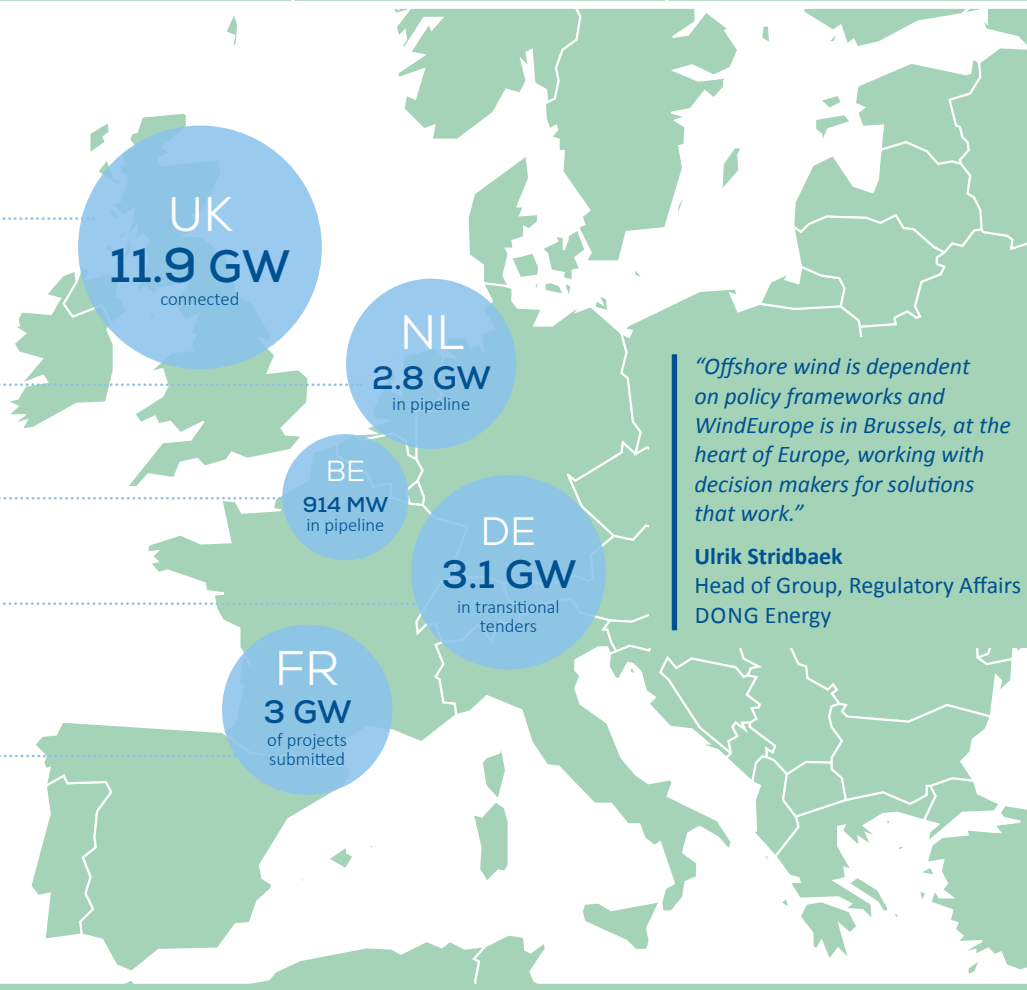 UK
11.9 GW
connected
NL
2.8 GW
in pipeline
BE
914 MW
in pipeline
DE
3.1 GW
in transitional
tenders
FR
3 GW
of projects
submitted
“Offshore wind is dependent
on policy frameworks and
WindEurope is in Brussels, at the
heart of Europe, working with
decision makers for solutions
that work.”
Ulrik Stridbaek
Head of Group, Regulatory Affairs
DONG Energy